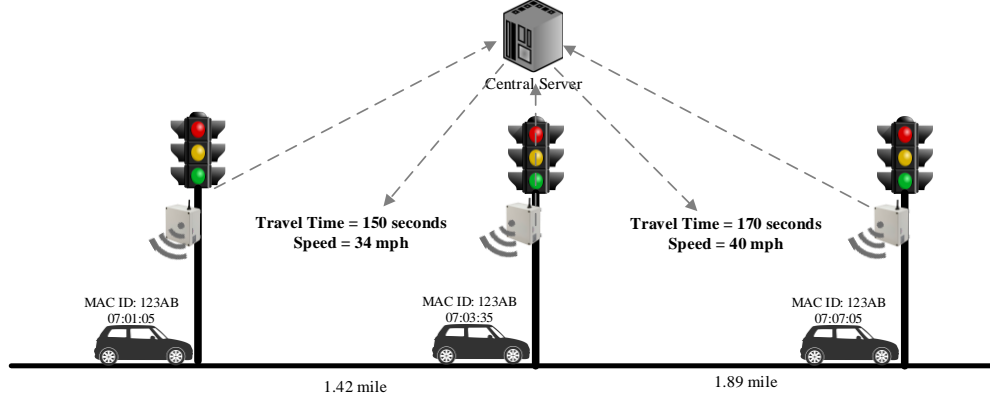 Central Server
Travel Time = 150 seconds
Speed = 34 mph
Travel Time = 170 seconds
Speed = 40 mph
MAC ID: 123AB
07:01:05
MAC ID: 123AB
07:03:35
MAC ID: 123AB
07:07:05
1.42 mile
1.89 mile